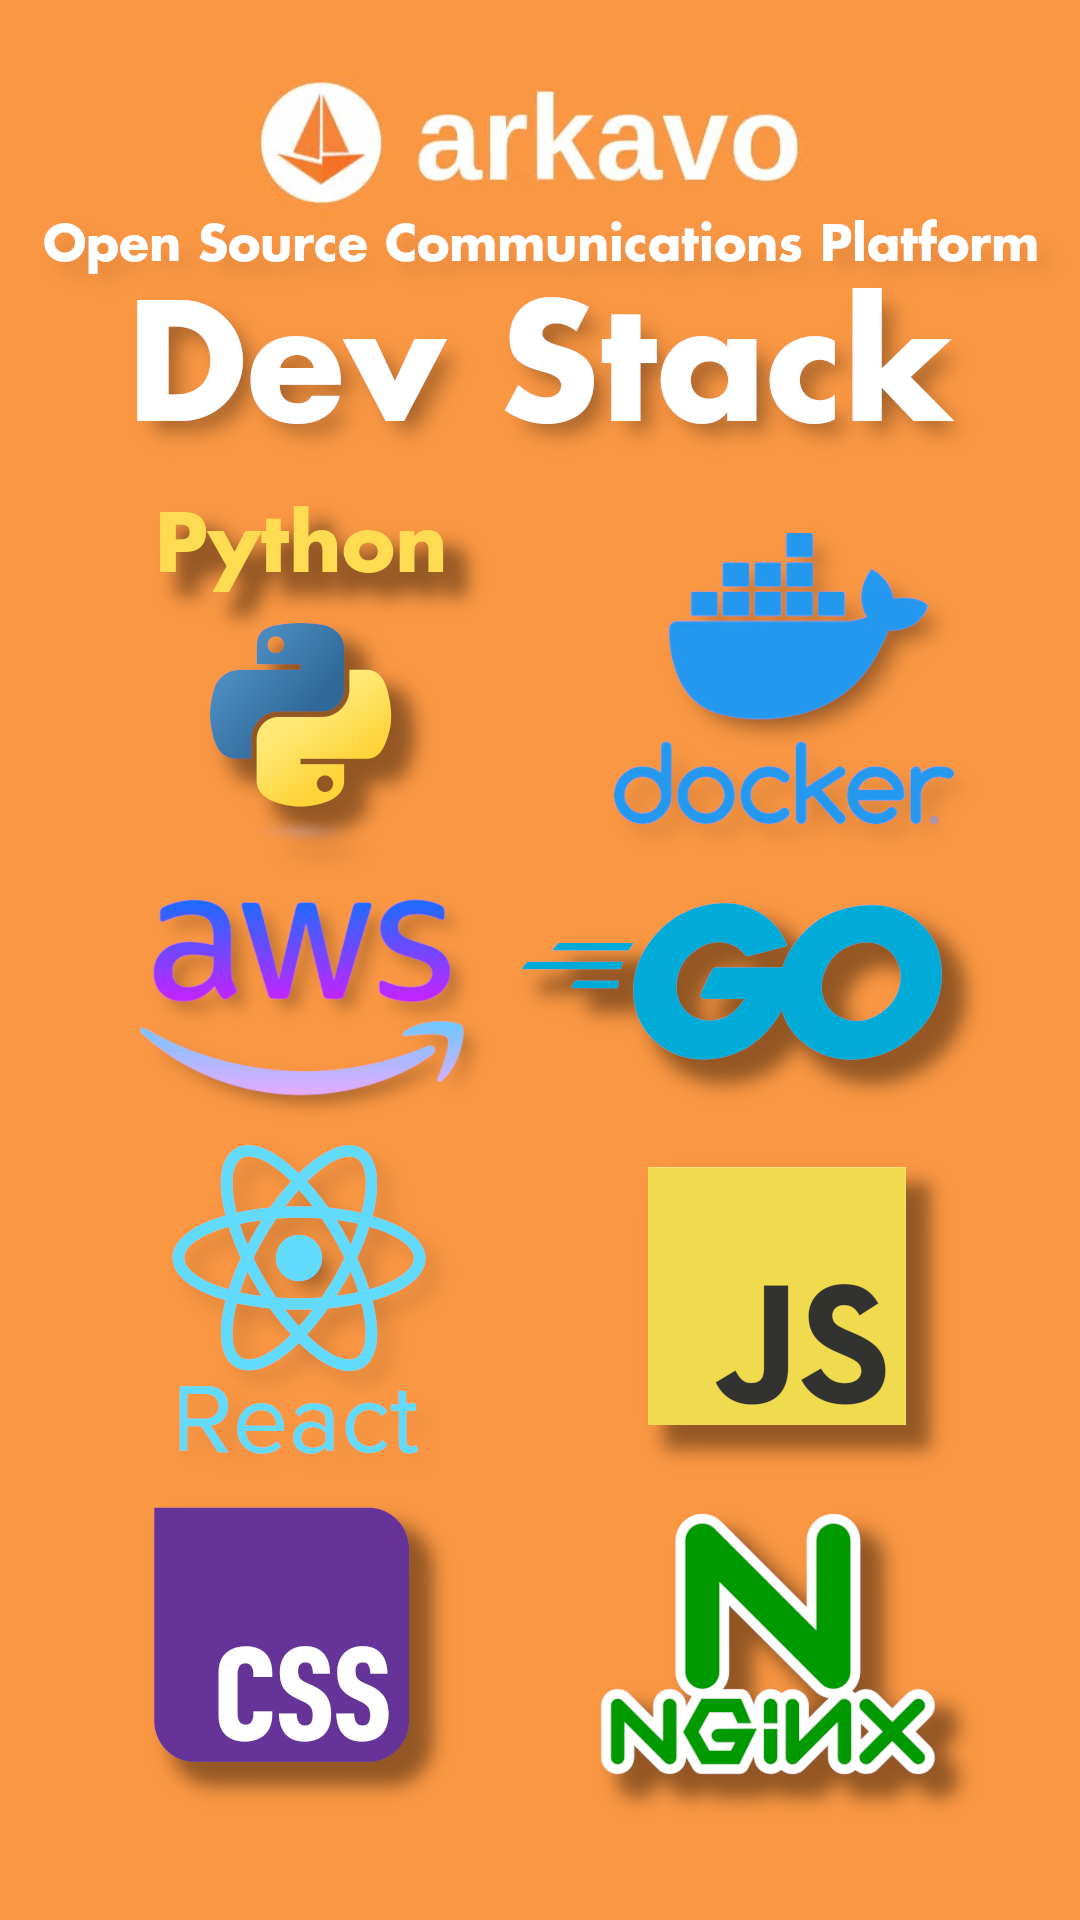 arkavo
Open Source Communications Platform
Dev Stack
Python
docker
aws
GO
React
JS
CSS
N
NGiNX